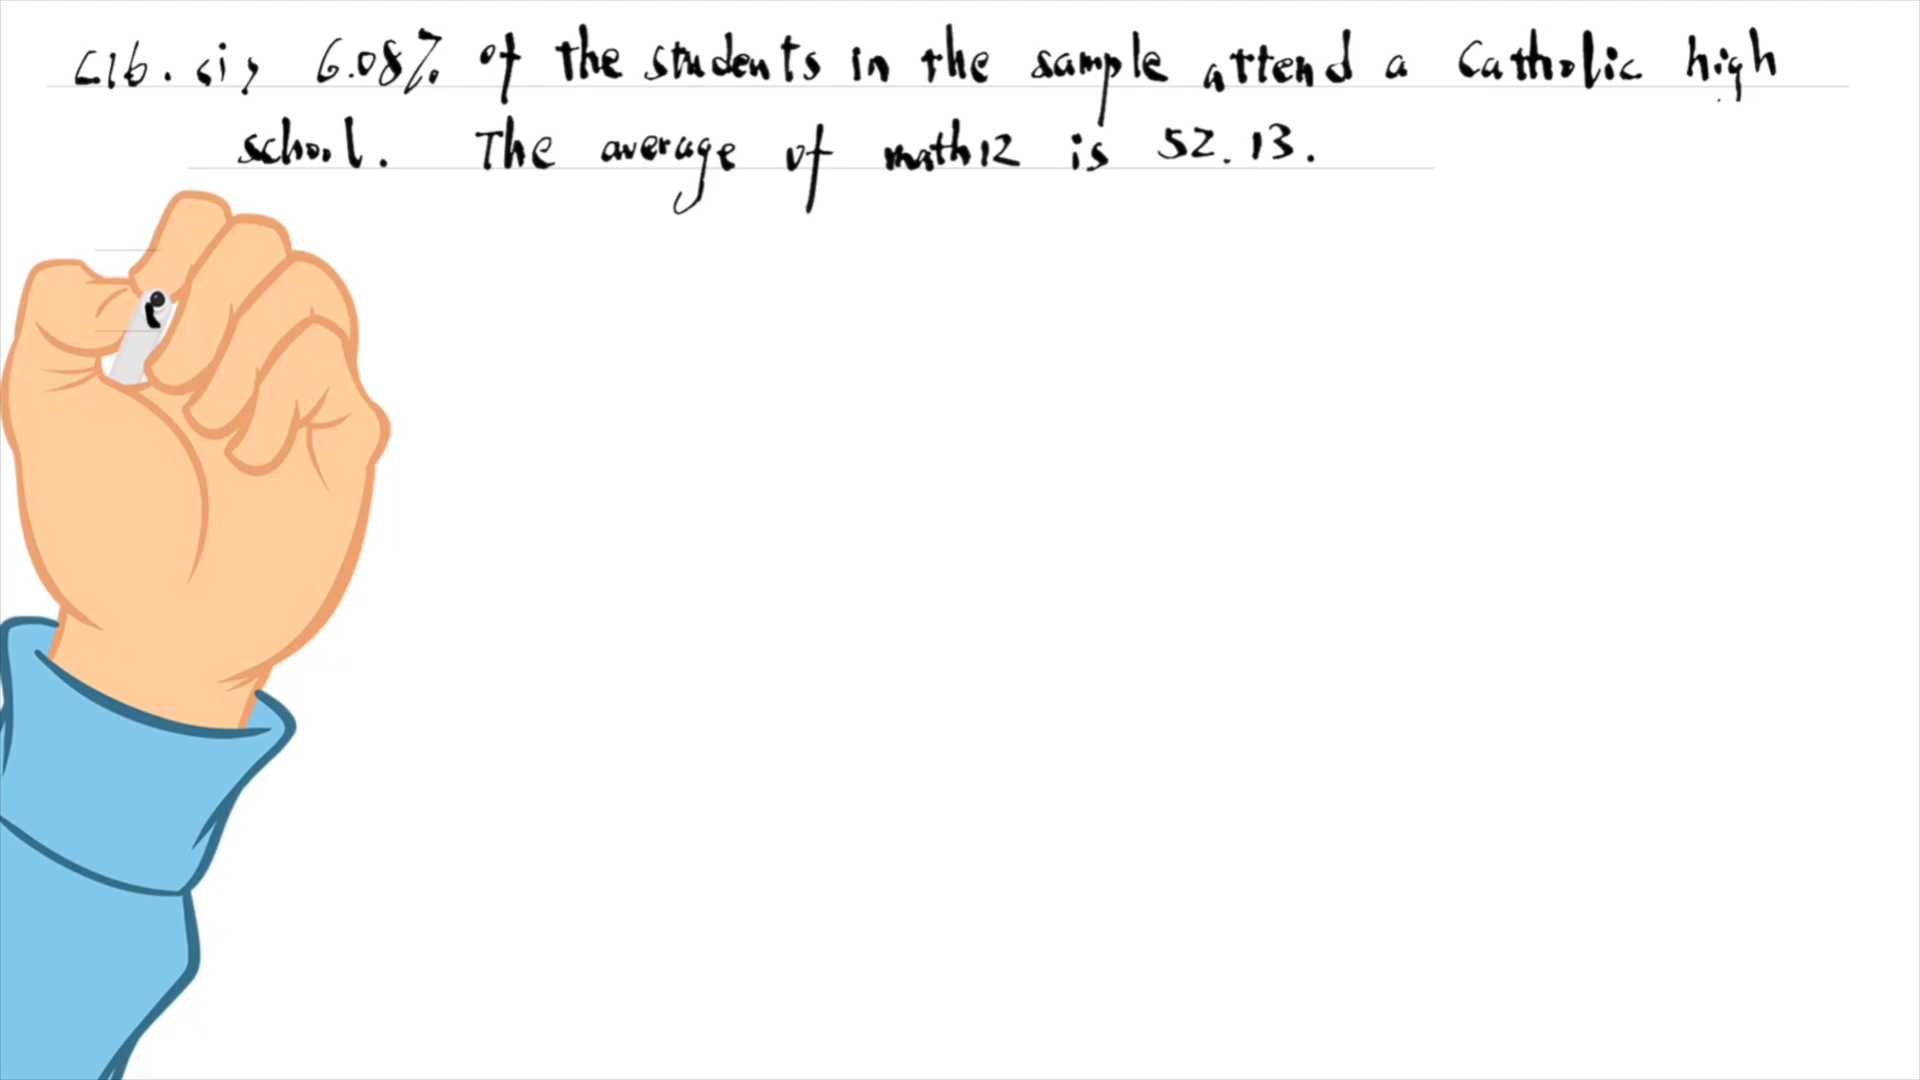 C16. (i) 6.08% of the students in the sample attend a Catholic high
school. The average of math12 is 52.13.